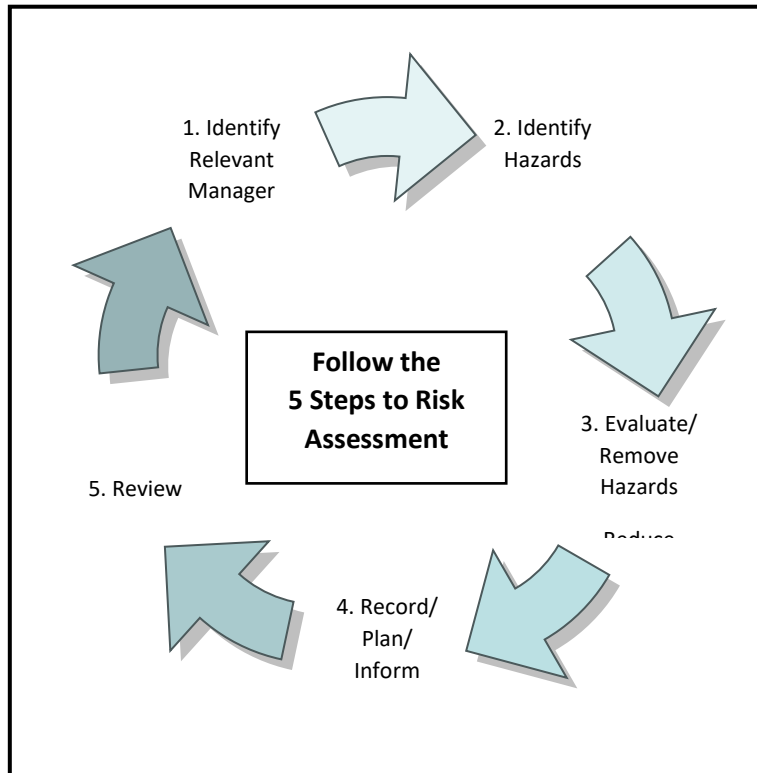 1. Identify
Relevant
Manager
2. Identify
Hazards
Follow the
5 Steps to Risk
Assessment
3. Evaluate/
Remove
Hazards
5. Review
4. Record/
Plan/
Inform